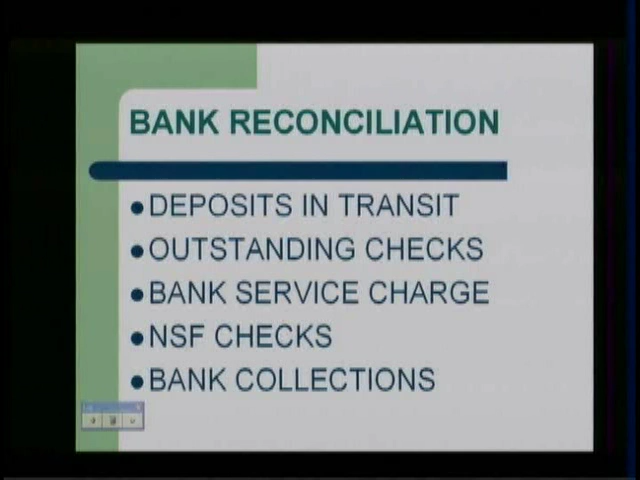 BANK RECONCILIATION
DEPOSITS IN TRANSIT
OUTSTANDING CHECKS
BANK SERVICE CHARGE
NSF CHECKS
BANK COLLECTIONS